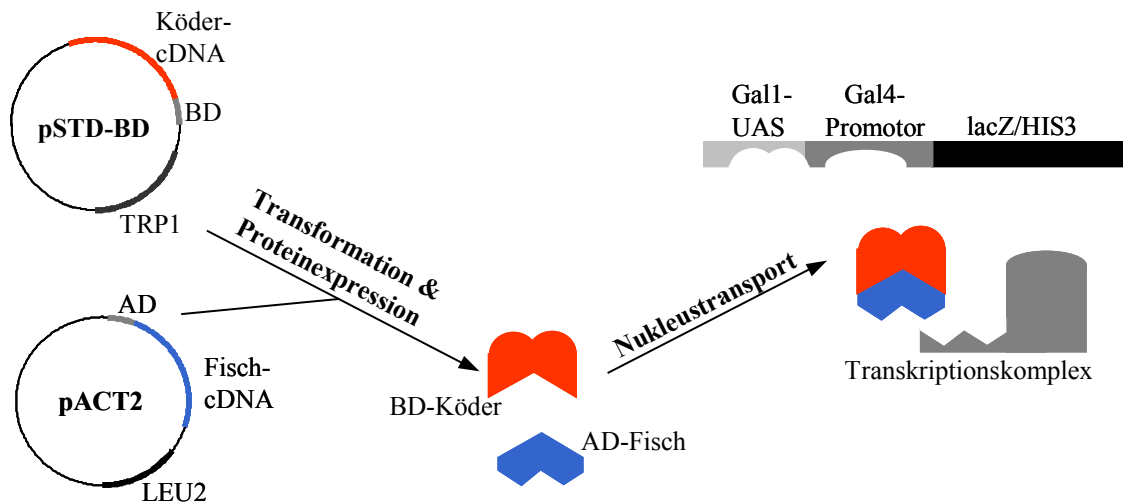 Köder-
cDNA
BD
pSTD-BD
TRP1
Transformation &
Proteinexpression
AD
Fisch-
cDNA
pACT2
LEU2
BD-Köder
AD-Fisch
Nukleustransport
Gal1-
UAS
Gal4-
Promotor
lacZ/HIS3
Transkriptionskomplex